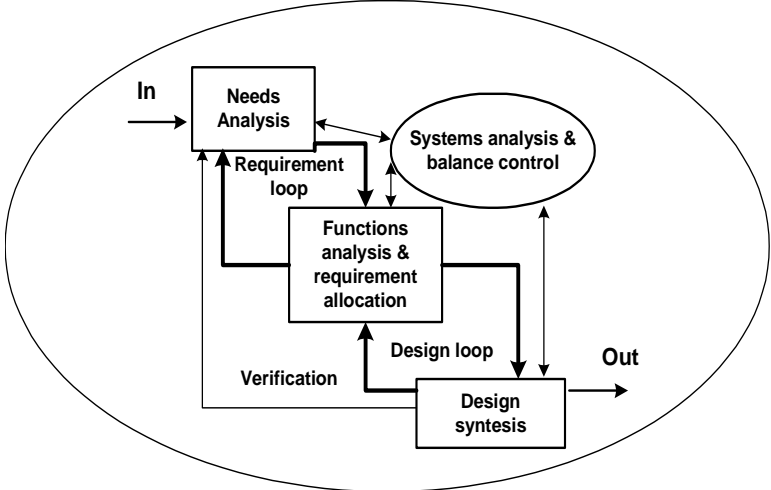 In
Needs
Analysis
Systems analysis &
balance control
Requirement
loop
Functions
analysis &
requirement
allocation
Design loop
Verification
Out
Design
syntesis